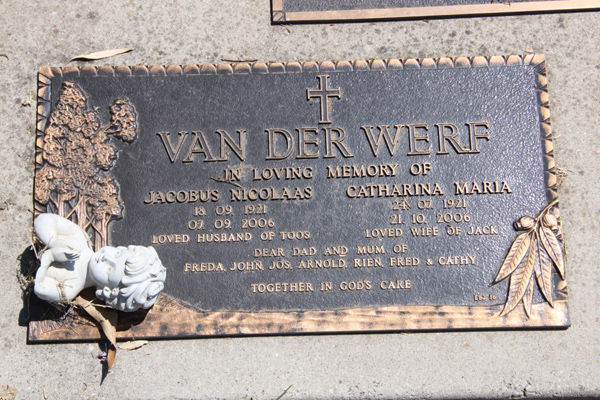 VAN DER WERF
IN LOVING MEMORY OF
JACOBUS NICOLAAS CATHARINA MARIA
18. 09. 1921 24. 07. 1921
07. 09. 2006 21. 10. 2006
LOVED HUSBAND OF TOOS LOVED WIFE OF JACK
DEAR DAD AND MUM OF
FREDA, JOHN, JOS, ARNOLD, RIEN, FRED & CATHY
TOGETHER IN GOD'S CARE